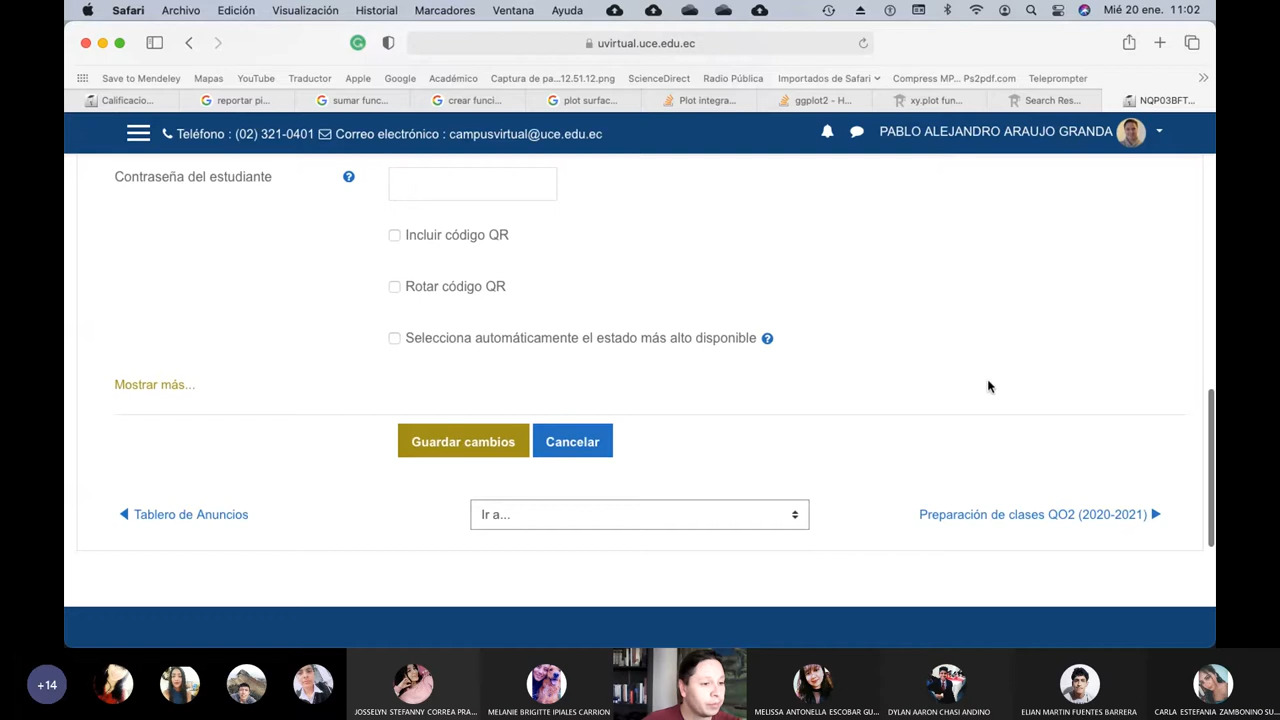 Safari Archivo Edición Visualización Historial Marcadores Ventana Ayuda Mié 20 ene. 11:02
uvirtual.uce.edu.ec
Save to Mendeley Mapas YouTube Traductor Apple Google Académico Captura de pa...12.51.12.png ScienceDirect Radio Pública Importados de Safari Compress MP... Ps2pdf.com Teleprompter
Calificacio... reportar pi... sumar func... crear funci... plot surfac... Plot integra... ggplot2 - H... xy.plot fun... Search Res... NQP03BFT...
Teléfono : (02) 321-0401 Correo electrónico : campusvirtual@uce.edu.ec PABLO ALEJANDRO ARAUJO GRANDA
Contraseña del estudiante
Incluir código QR
Rotar código QR
Selecciona automáticamente el estado más alto disponible
Mostrar más...
Guardar cambios Cancelar
Tablero de Anuncios Ir a... Preparación de clases QO2 (2020-2021)
+14
JOSSELYN STEFANNY CORREA PRA... MELANIE BRIGITTE IPIALES CARRION MELISSA ANTONELLA ESCOBAR GU... DYLAN AARON CHASI ANDINO ELIAN MARTIN FUENTES BARRERA CARLA ESTEFANIA ZAMBONINO SU...